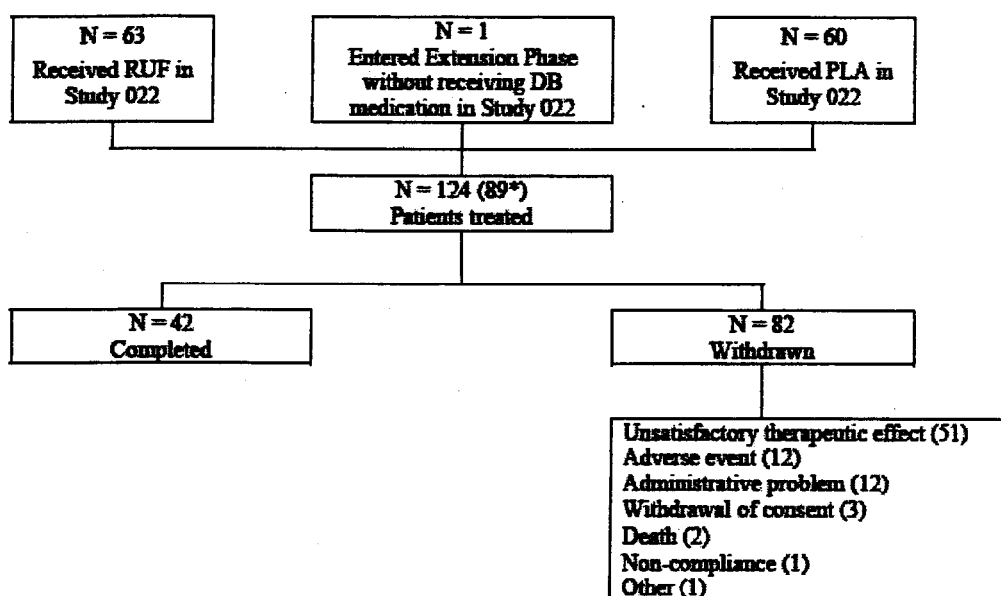 N = 63
Received RUF in
Study 022
N = 1
Entered Extension Phase
without receiving DB
medication in Study 022
N = 60
Received PLA in
Study 022
N = 124 (89*)
Patients treated
N = 42
Completed
N = 82
Withdrawn
Unsatisfactory therapeutic effect (51)
Adverse event (12)
Administrative problem (12)
Withdrawal of consent (3)
Death (2)
Non-compliance (1)
Other (1)